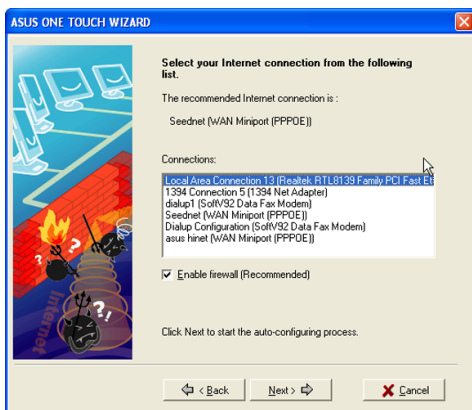 ASUS ONE TOUCH WIZARD
Select your Internet connection from the following
list.
The recommended Internet connection is :
Seednet (WAN Miniport (PPPOE))
Connections:
Local Area Connection 13 (Realtek RTL8139 Family PCI Fast Eth
1394 Connection 5 (1394 Net Adapter)
dialup1 (SoftV92 Data Fax Modem)
Seednet (WAN Miniport (PPPOE))
Dialup Configuration (SoftV92 Data Fax Modem)
asus hinet (WAN Miniport (PPPOE))
Enable firewall (Recommended)
Internet
Click Next to start the auto-configuring process.
< Back
Next >
Cancel